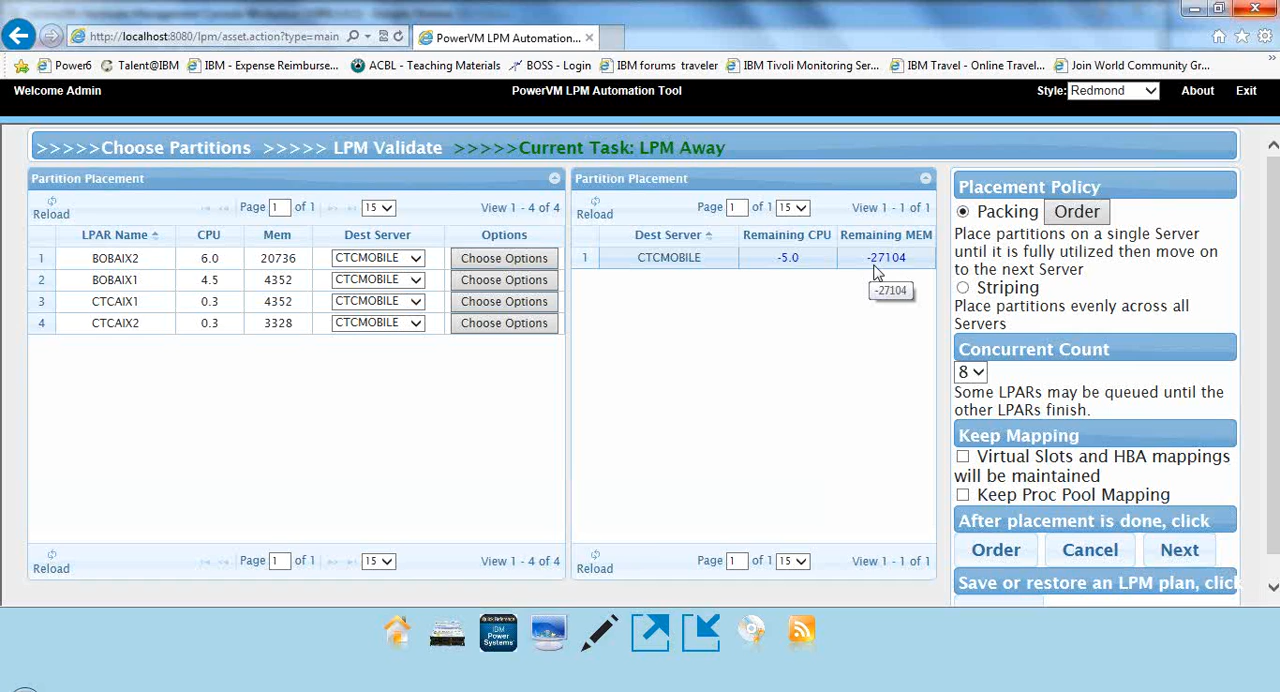 http://localhost:8080/lpm/asset.action?type=main
PowerVM LPM Automation...
Power6
Talent@IBM
IBM - Expense Reimburse...
ACBL - Teaching Materials
BOSS - Login
IBM forums traveler
IBM Tivoli Monitoring Ser...
IBM Travel - Online Travel...
Join World Community Gr...
Welcome Admin
PowerVM LPM Automation Tool
Style: Redmond
About
Exit
>>>>>Choose Partitions >>>>> LPM Validate >>>>>Current Task: LPM Away
Partition Placement
Reload
Page 1 of 1 15
View 1 - 4 of 4
LPAR Name CPU Mem Dest Server Options
1 BOBAIX2 6.0 20736 CTCMOBILE Choose Options
2 BOBAIX1 4.5 4352 CTCMOBILE Choose Options
3 CTCAIX1 0.3 4352 CTCMOBILE Choose Options
4 CTCAIX2 0.3 3328 CTCMOBILE Choose Options
Reload
Page 1 of 1 15
View 1 - 4 of 4
Partition Placement
Reload
Page 1 of 1 15
View 1 - 1 of 1
Dest Server Remaining CPU Remaining MEM
1 CTCMOBILE -5.0 -27104
-27104
Reload
Page 1 of 1 15
View 1 - 1 of 1
Placement Policy
Packing Order
Place partitions on a single Server
until it is fully utilized then move on
to the next Server
Striping
Place partitions evenly across all
Servers
Concurrent Count
8
Some LPARs may be queued until the
other LPARs finish.
Keep Mapping
Virtual Slots and HBA mappings
will be maintained
Keep Proc Pool Mapping
After placement is done, click
Order Cancel Next
Save or restore an LPM plan, click
Quick Reference
IBM
Power
Systems